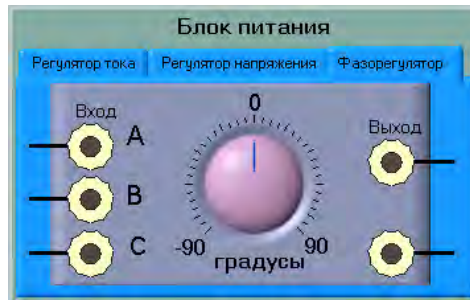 Блок питания
Регулятор тока Регулятор напряжения Фазорегулятор
0
Вход Выход
A
B
C
-90 90
градусы